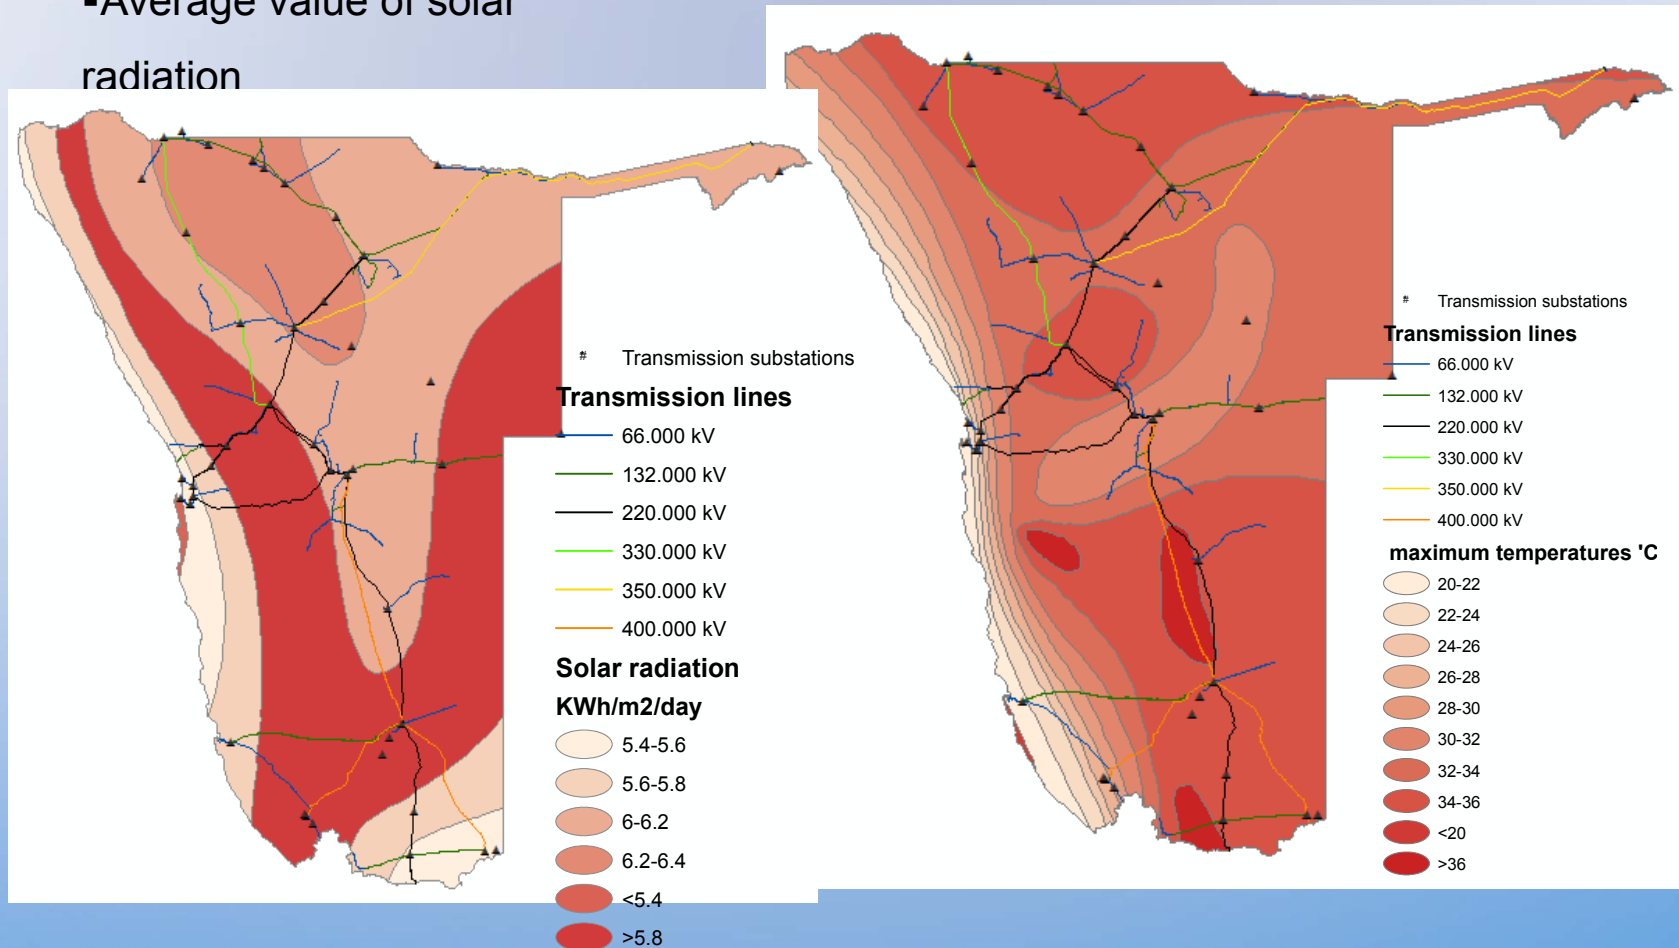 ▪Average value of solar
radiation
# Transmission substations
Transmission lines
66.000 kV
132.000 kV
220.000 kV
330.000 kV
350.000 kV
400.000 kV
Solar radiation
KWh/m2/day
5.4-5.6
5.6-5.8
6-6.2
6.2-6.4
<5.4
>5.8
# Transmission substations
Transmission lines
66.000 kV
132.000 kV
220.000 kV
330.000 kV
350.000 kV
400.000 kV
maximum temperatures 'C
20-22
22-24
24-26
26-28
28-30
30-32
32-34
34-36
<20
>36